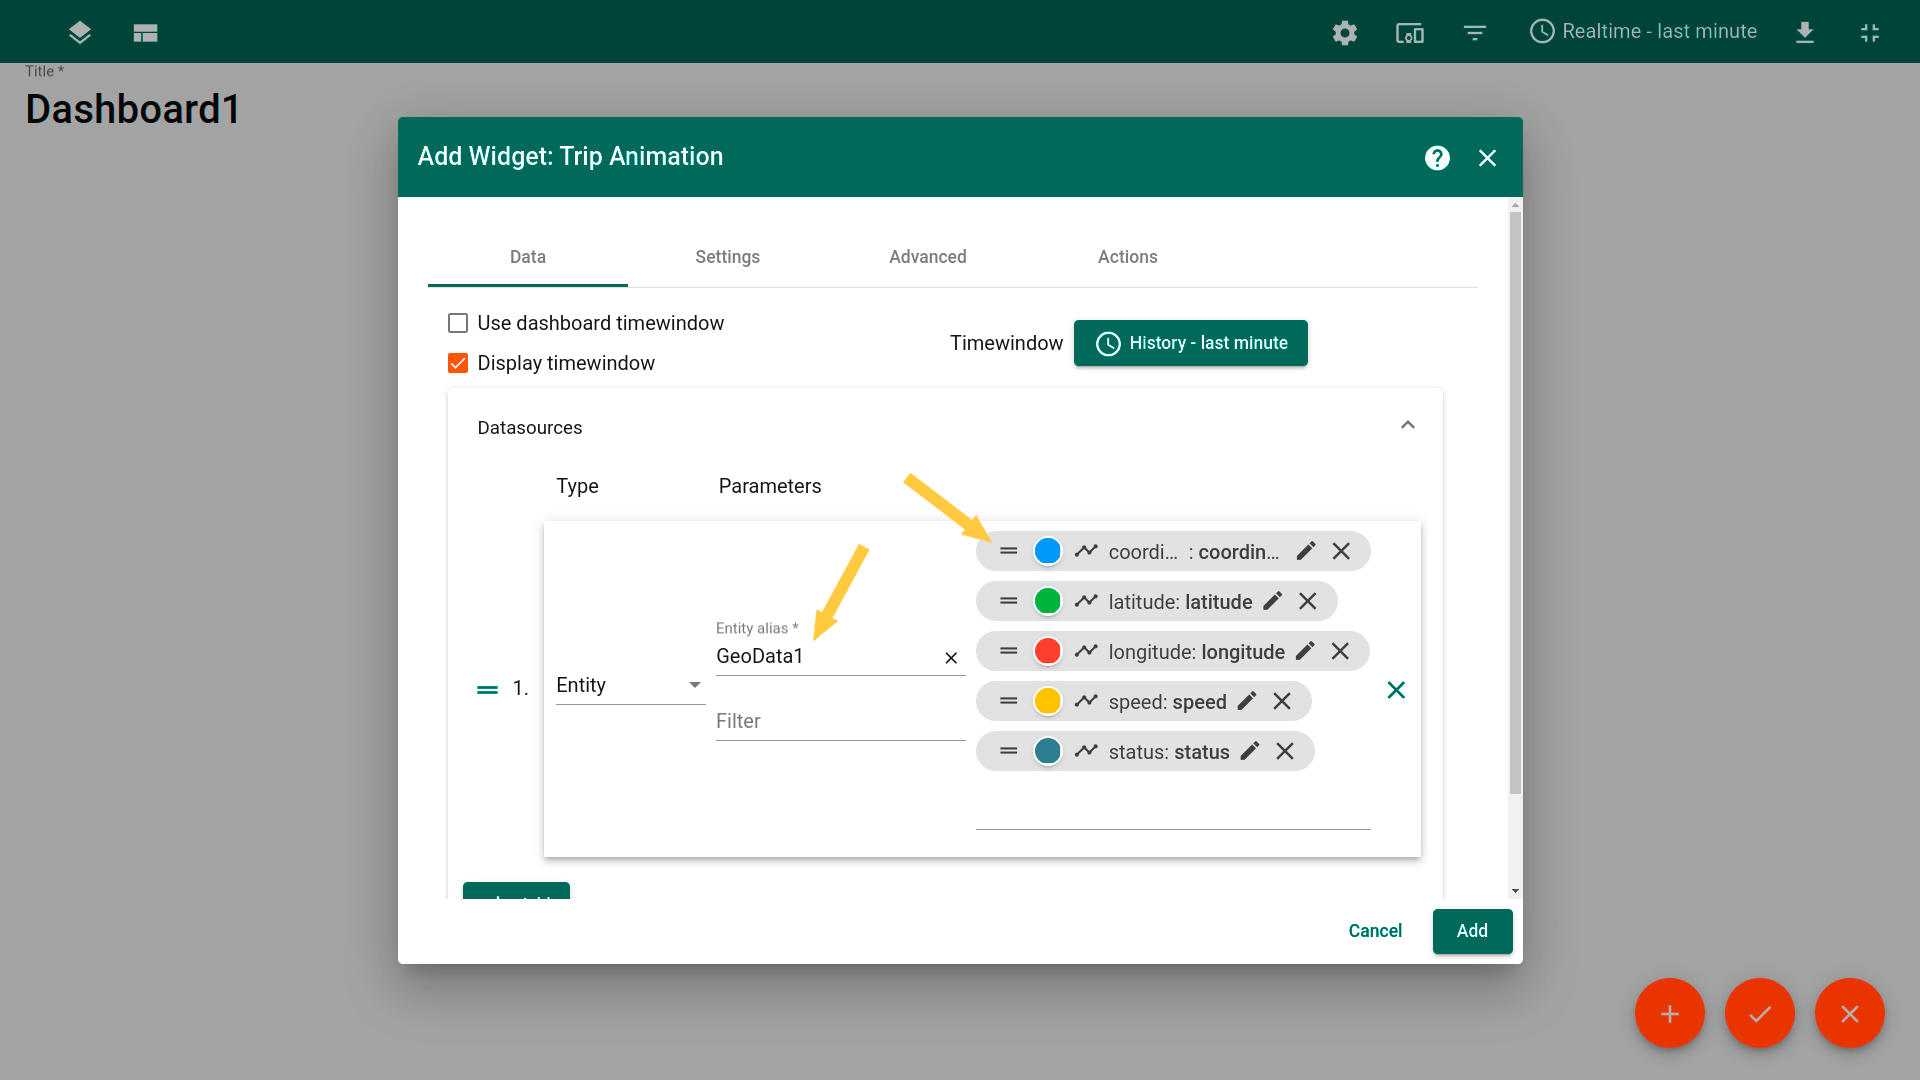 Realtime - last minute
Title *
Dashboard1
Add Widget: Trip Animation
Data Settings Advanced Actions
Use dashboard timewindow
Display timewindow
Timewindow History - last minute
Datasources
Type Parameters
1. Entity
Entity alias *
GeoData1
Filter
coordi... : coordin...
latitude: latitude
longitude: longitude
speed: speed
status: status
Cancel Add